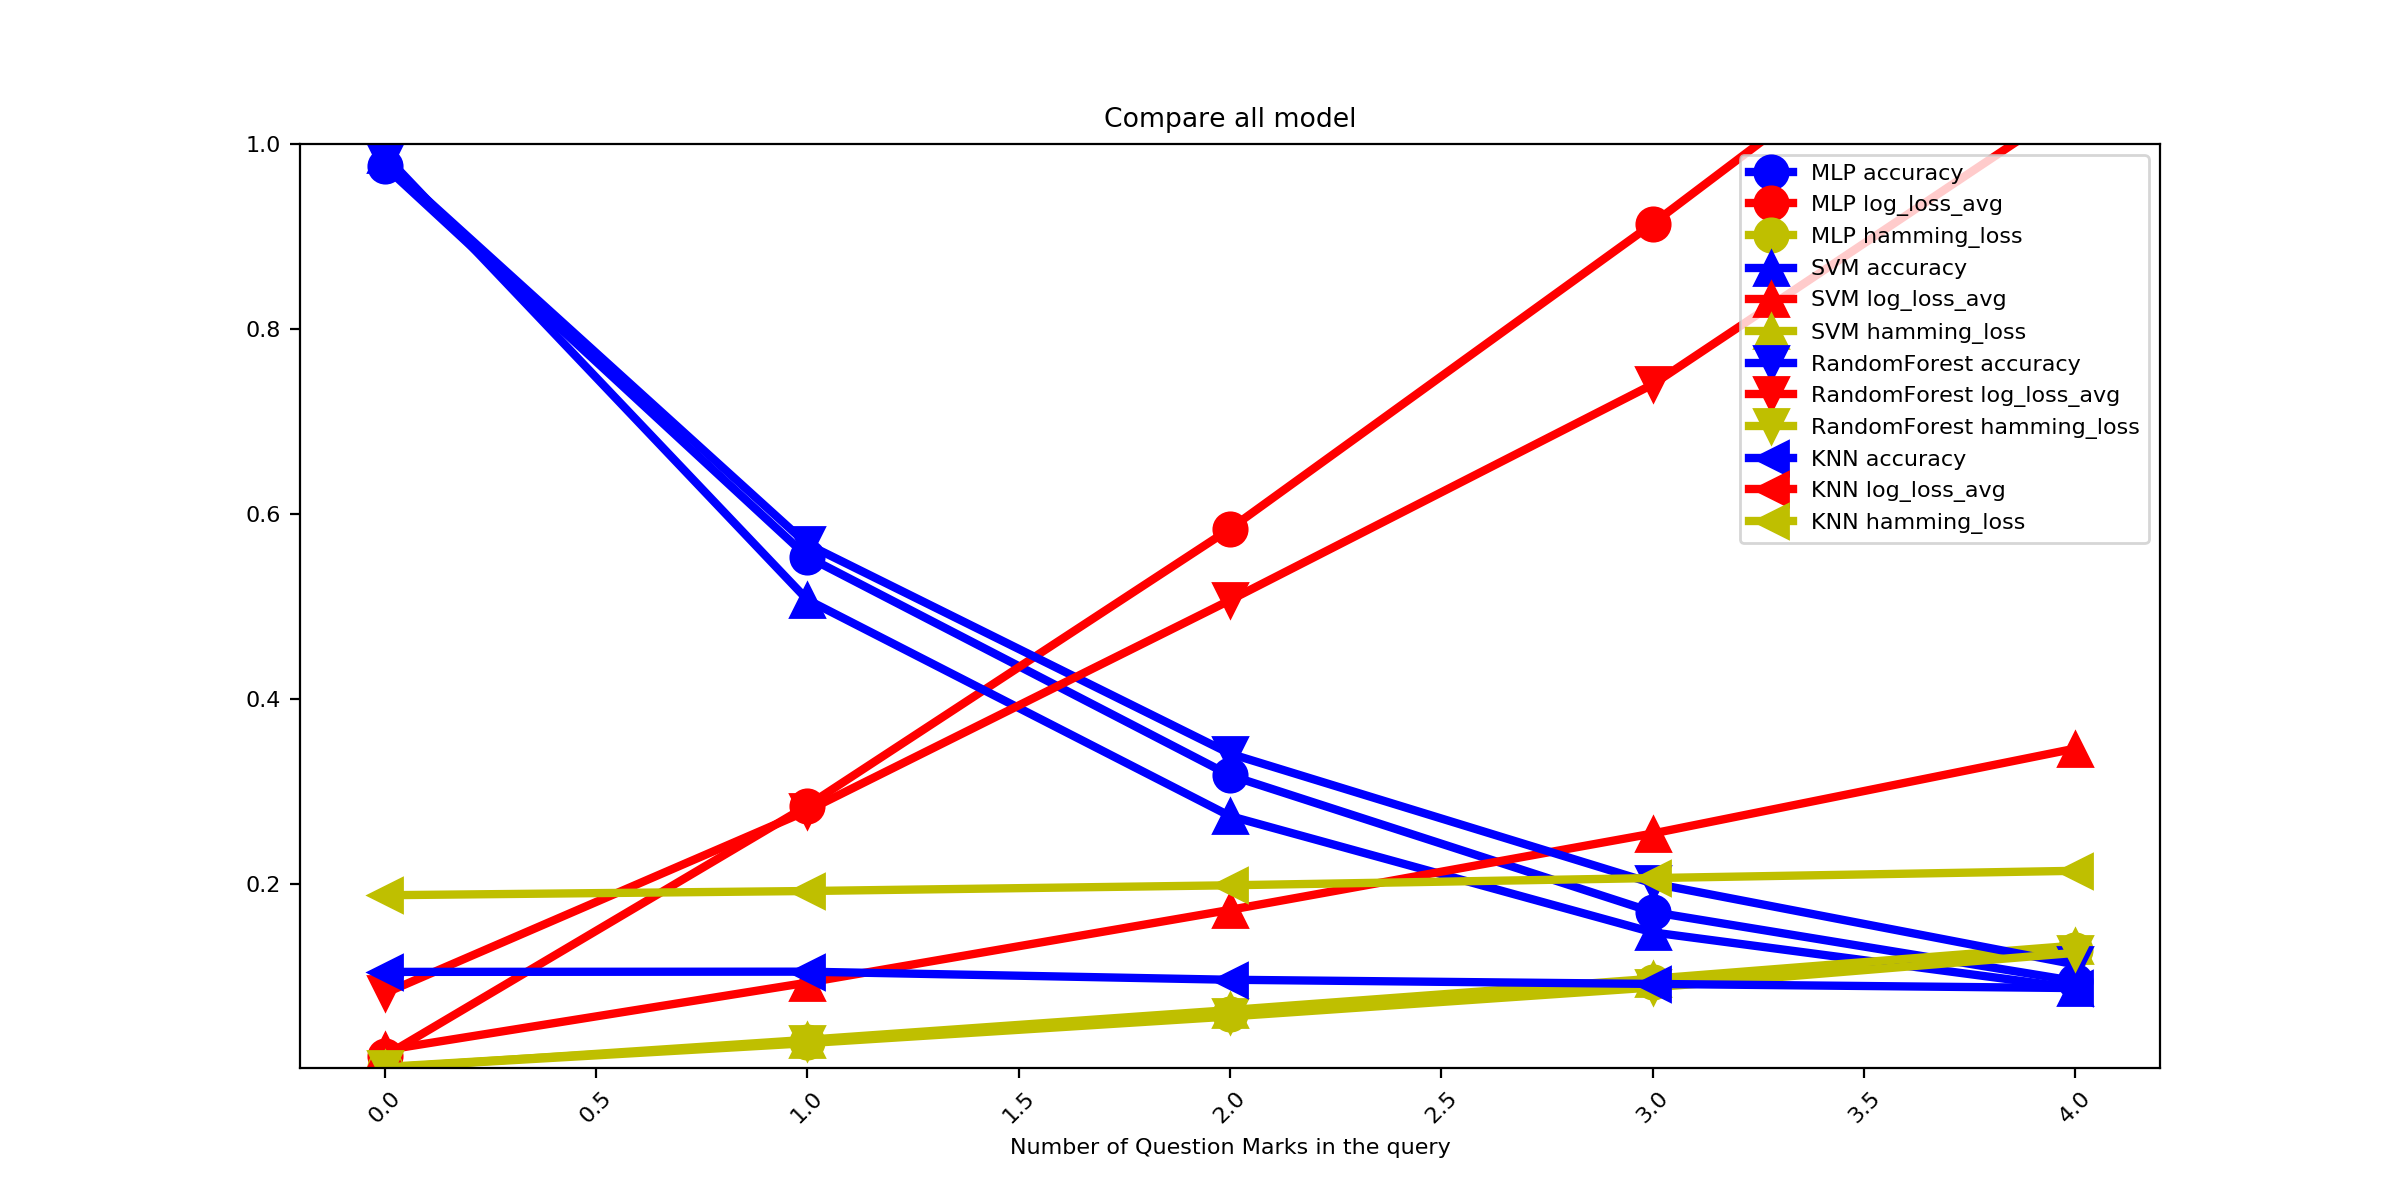 Compare all model
1.0
0.8
0.6
0.4
0.2
MLP accuracy
MLP log_loss_avg
MLP hamming_loss
SVM accuracy
SVM log_loss_avg
SVM hamming_loss
RandomForest accuracy
RandomForest log_loss_avg
RandomForest hamming_loss
KNN accuracy
KNN log_loss_avg
KNN hamming_loss
0.0
0.5
1.0
1.5
2.0
2.5
3.0
3.5
4.0
Number of Question Marks in the query